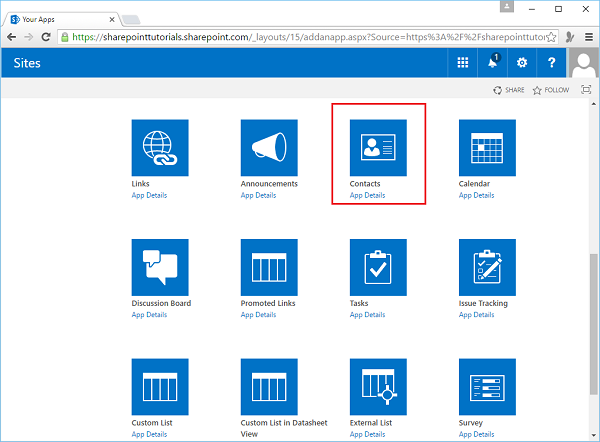 Your Apps
https://sharepointtutorials.sharepoint.com/_layouts/15/addanapp.aspx?Source=https%3A%2F%2Fsharepointtutor
Sites
1
?
SHARE FOLLOW
Links Announcements Contacts Calendar
App Details App Details App Details App Details
Discussion Board Promoted Links Tasks Issue Tracking
App Details App Details App Details App Details
Custom List Custom List in Datasheet External List Survey
App Details View App Details App Details
App Details